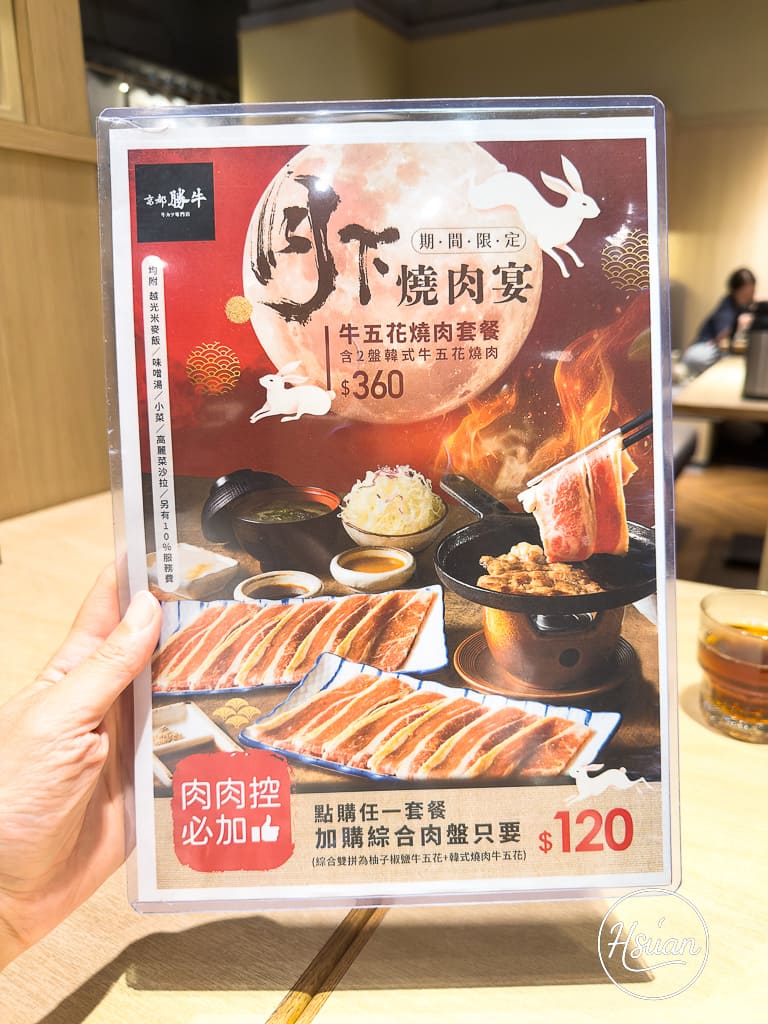 京都勝牛
牛カツ専門店
月下
期·間·限·定
燒肉宴
牛五花燒肉套餐
含2盤韓式牛五花燒肉
$360
均附 越光米麥飯／味噌湯／小菜／高麗菜沙拉／另有10%服務費
肉肉控
必加
點購任一套餐
加購綜合肉盤只要
$120
(綜合雙拼為柚子椒鹽牛五花+韓式燒肉牛五花)
Hsuan